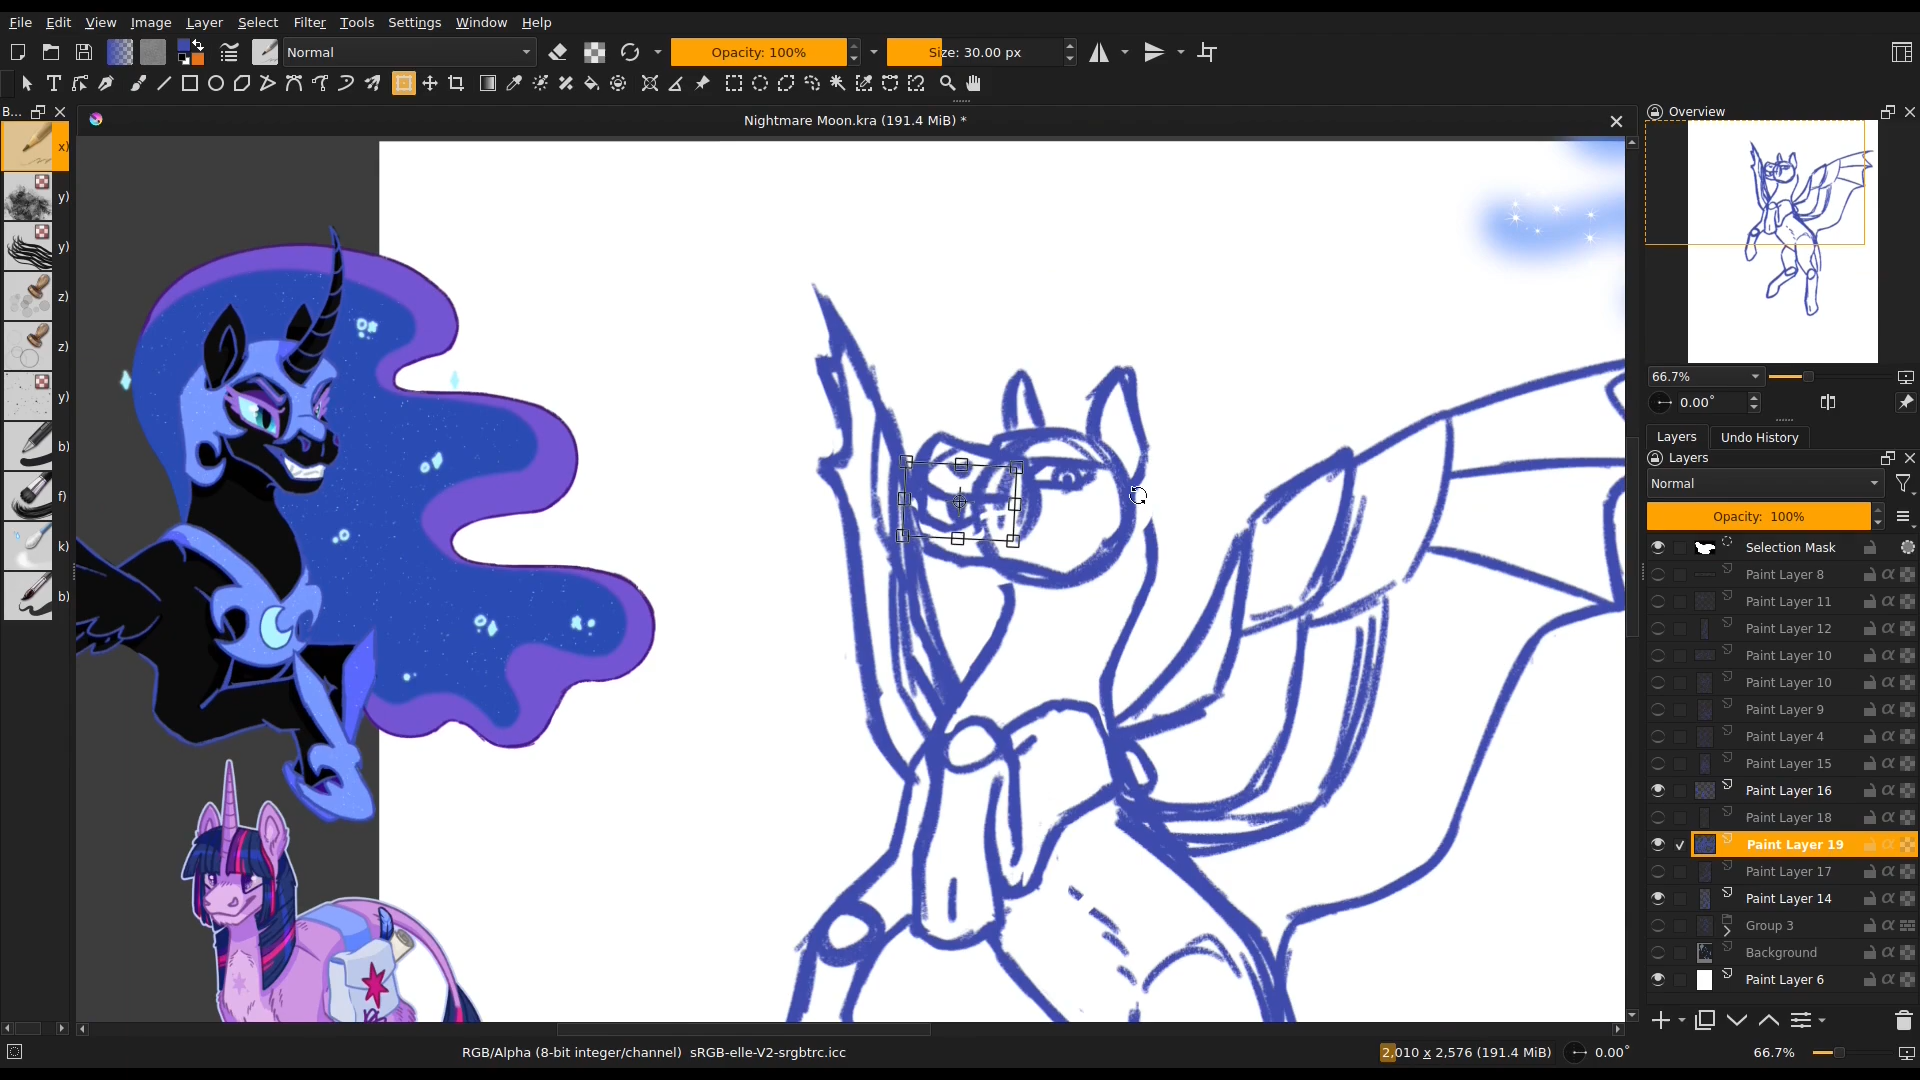 File Edit View Image Layer Select Filter Tools Settings Window Help
Normal
Opacity: 100%
Size: 30.00 px
B...
Nightmare Moon.kra (191.4 MiB) *
Overview
x)
y)
y)
z)
z)
y)
b)
f)
k)
b)
66.7%
0.00°
Layers Undo History
Layers
Normal
Opacity: 100%
Selection Mask
Paint Layer 8
Paint Layer 11
Paint Layer 12
Paint Layer 10
Paint Layer 10
Paint Layer 9
Paint Layer 4
Paint Layer 15
Paint Layer 16
Paint Layer 18
Paint Layer 19
Paint Layer 17
Paint Layer 14
Group 3
Background
Paint Layer 6
RGB/Alpha (8-bit integer/channel) sRGB-elle-V2-srgbtrc.icc
2,010 x 2,576 (191.4 MiB)
0.00°
66.7%